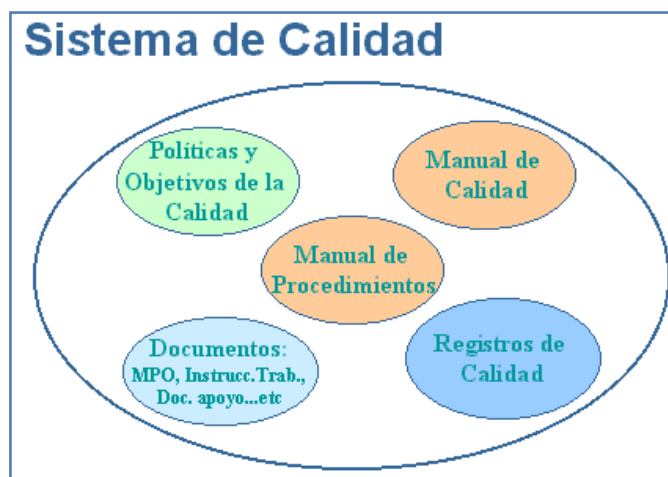 Sistema de Calidad
Políticas y
Objetivos de la
Calidad
Manual de
Calidad
Manual de
Procedimientos
Documentos:
MPO, Instrucc.Trab.,
Doc. apoyo...etc
Registros de
Calidad